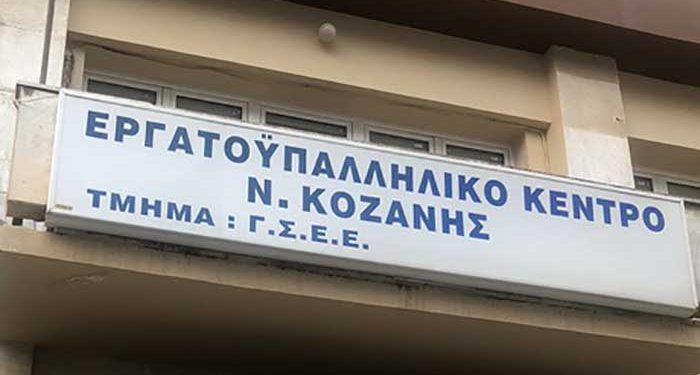 ΕΡΓΑΤΟΫΠΑΛΛΗΛΙΚΟ ΚΕΝΤΡΟ
Ν. ΚΟΖΑΝΗΣ
ΤΜΗΜΑ : Γ.Σ.Ε.Ε.